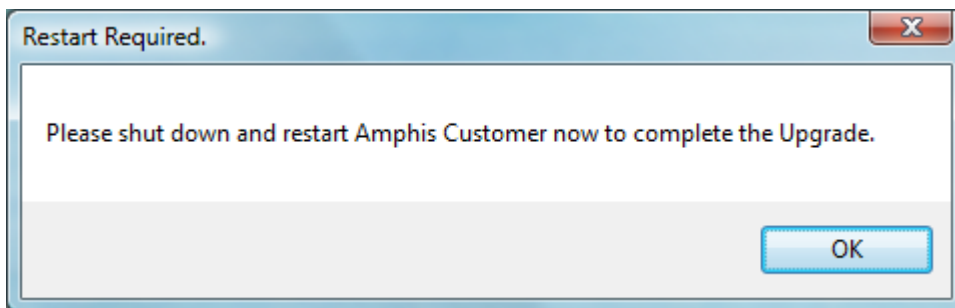 Restart Required.
Please shut down and restart Amphis Customer now to complete the Upgrade.
OK